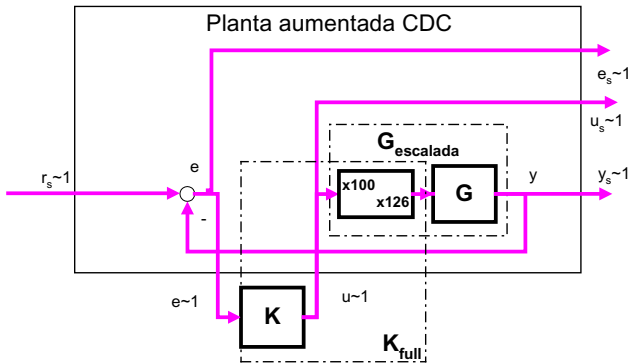 Planta aumentada CDC
e_s~1
u_s~1
G_escalada
r_s~1
e
x100
x126
G
y
y_s~1
-
e~1
K
u~1
K_full